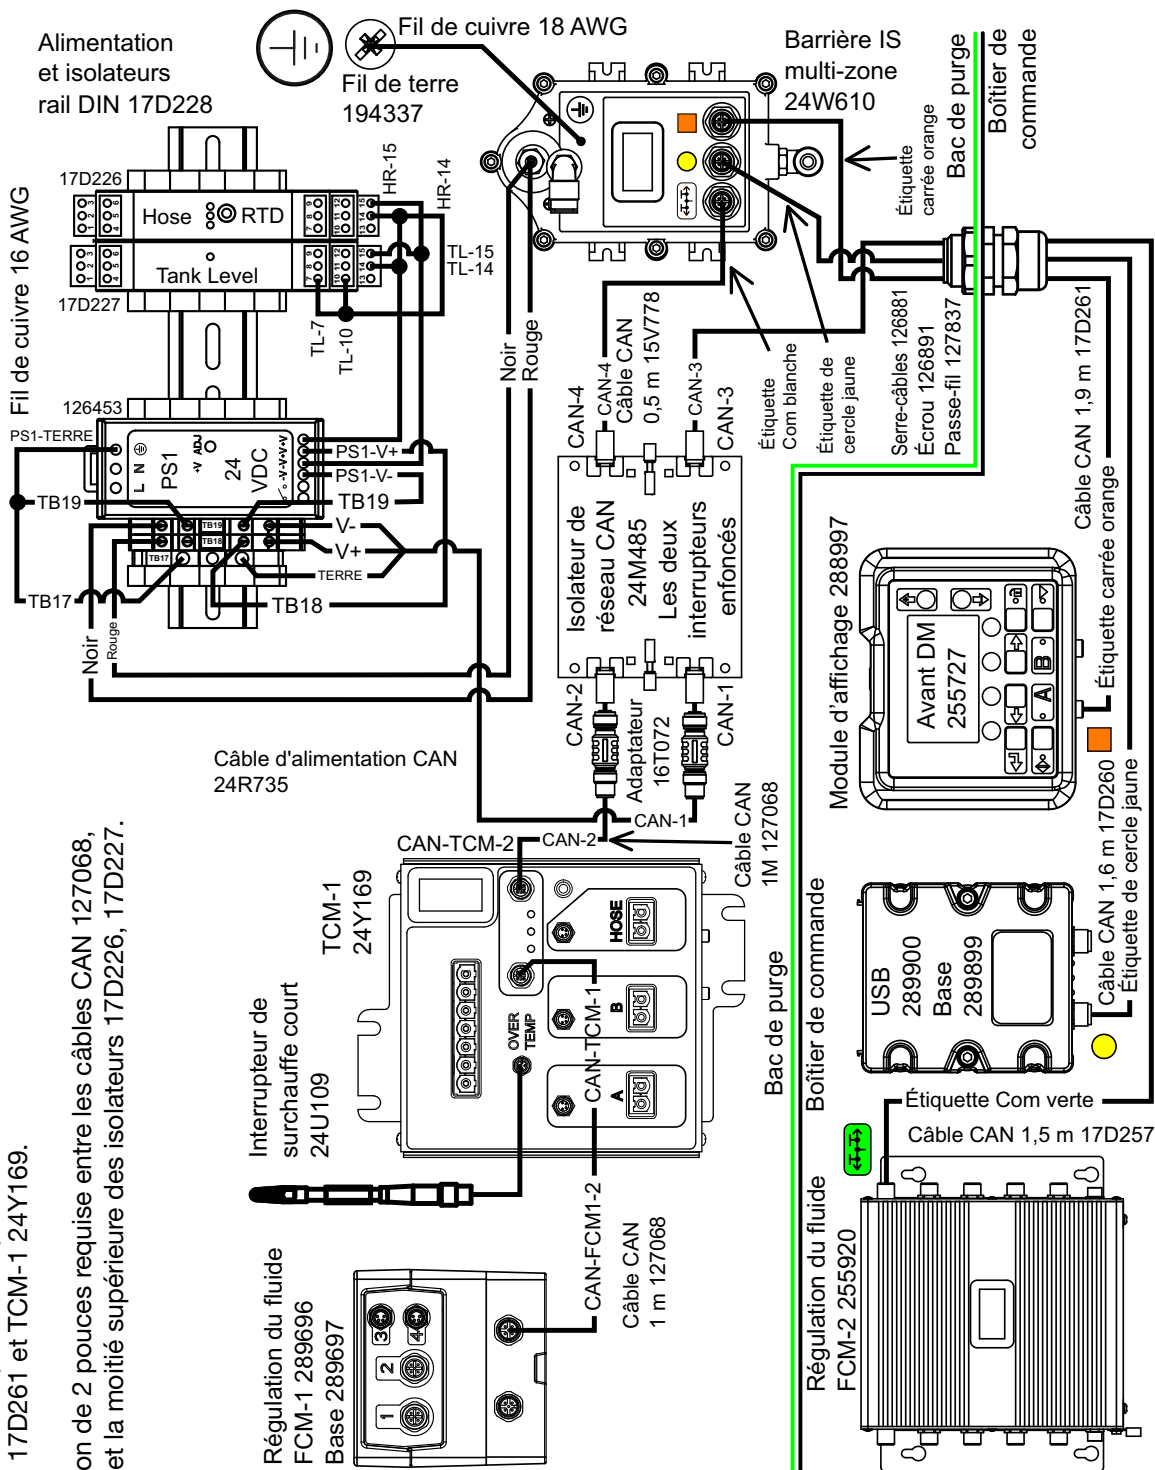 Alimentation
et isolateurs
rail DIN 17D228
Fil de cuivre 18 AWG
Fil de terre
194337
Barrière IS
multi-zone
24W610
Bac de purge
Boîtier de
commande
Étiquette
carrée orange
Fil de cuivre 16 AWG
17D226
Hose
RTD
HR-15
HR-14
Tank Level
17D227
TL-15
TL-14
TL-7
TL-10
Noir
Rouge
126453
PS1-TERRE
L N
PS1
+V ADJ
24
VDC
- -V-V+V+V
PS1-V+
PS1-V-
TB19
TB19
TB19
TB18
TB17
V-
V+
TERRE
TB17
TB18
Noir
Rouge
CAN-4
CAN-4
Câble CAN
0,5 m 15V778
CAN-3
CAN-3
Étiquette
Com blanche
Étiquette de
cercle jaune
Serre-câbles 126881
Écrou 126891
Passe-fil 127837
Câble CAN 1,9 m 17D261
Étiquette carrée orange
Isolateur de
réseau CAN
24M485
Les deux
interrupteurs
enfoncés
CAN-2
Adaptateur
16T072
CAN-1
CAN-1
CAN-2
Câble CAN
1M 127068
Câble d'alimentation CAN
24R735
Module d'affichage 288997
Avant DM
255727
A
B
Câble CAN 1,6 m 17D260
Étiquette de cercle jaune
USB
289900
Base
289899
CAN-TCM-2
TCM-1
24Y169
HOSE
B
A
OVER
TEMP
CAN-TCM-1
Interrupteur de
surchauffe court
24U109
CAN-FCM1-2
Câble CAN
1 m 127068
Régulation du fluide
FCM-1 289696
Base 289697
1
2
3
4
Bac de purge
Boîtier de commande
Étiquette Com verte
Câble CAN 1,5 m 17D257
Régulation du fluide
FCM-2 255920
17D261 et TCM-1 24Y169.
on de 2 pouces requise entre les câbles CAN 127068,
et la moitié supérieure des isolateurs 17D226, 17D227.